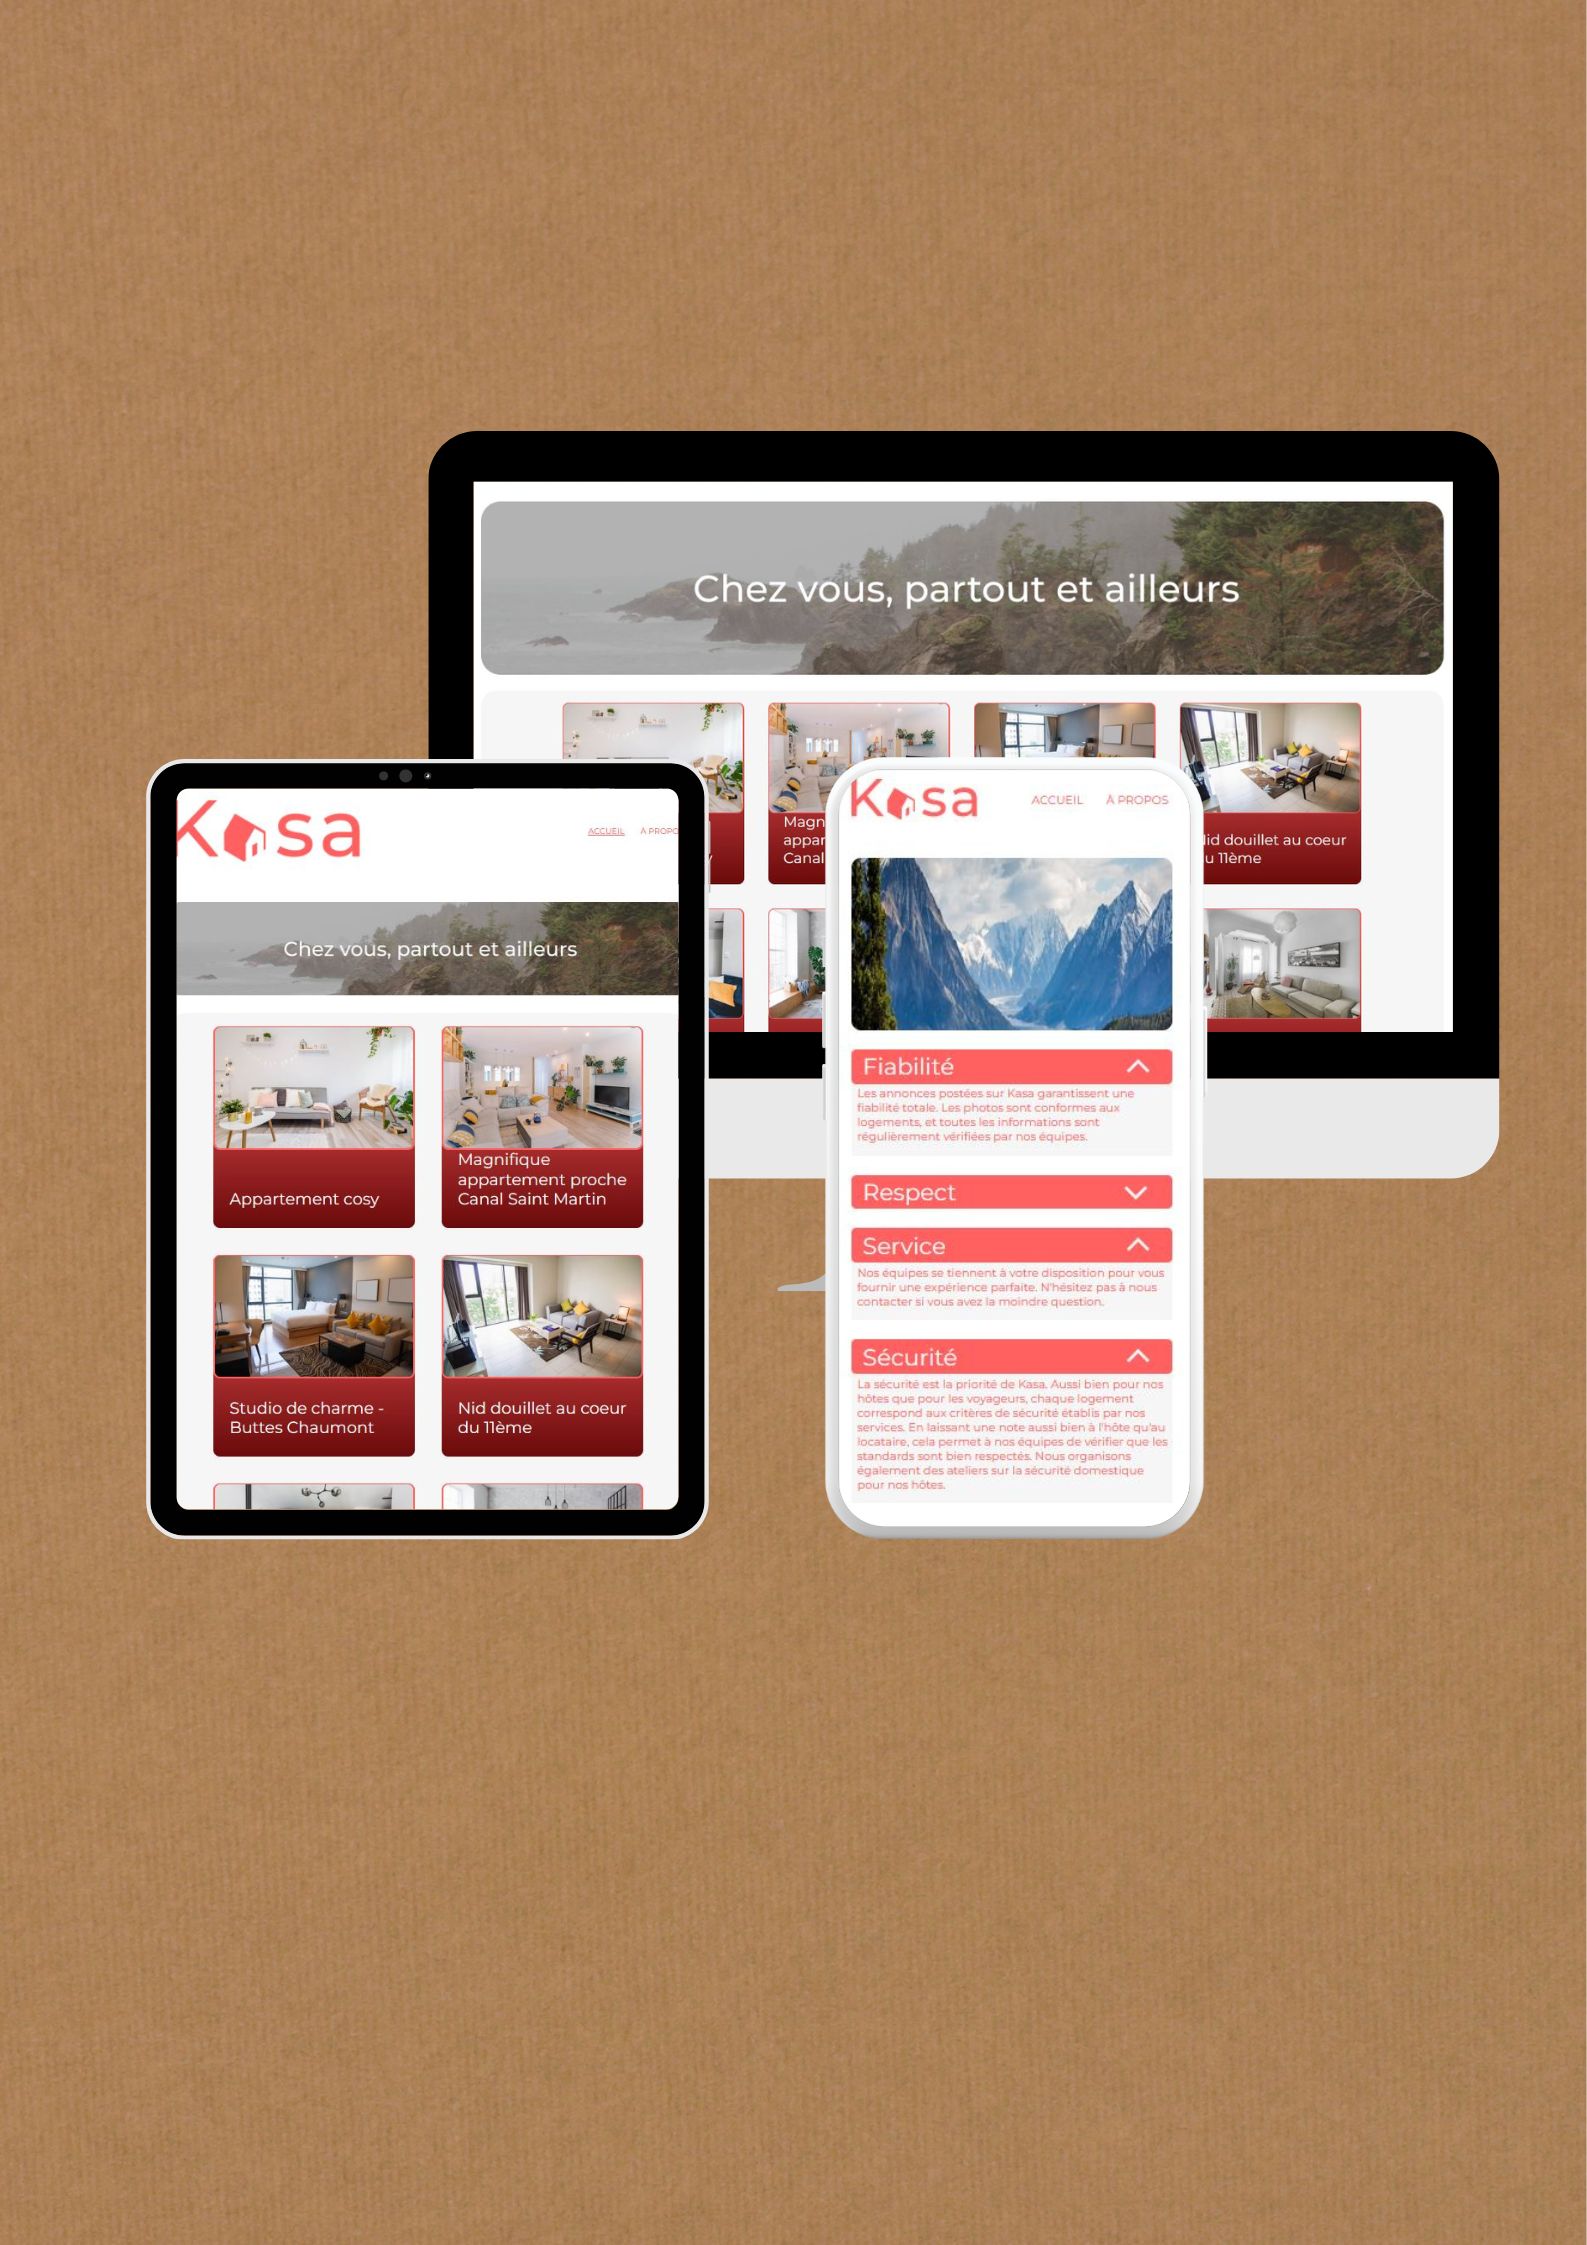 Chez vous, partout et ailleurs
Magn
appar
Canal
lid douillet au coeur
u 11ème
Kasa
ACCUEIL À PROPO
Chez vous, partout et ailleurs
Appartement cosy
Magnifique
appartement proche
Canal Saint Martin
Studio de charme -
Buttes Chaumont
Nid douillet au coeur
du 11ème
Kasa
ACCUEIL À PROPOS
Fiabilité
Les annonces postées sur Kasa garantissent une
fiabilité totale. Les photos sont conformes aux
logements, et toutes les informations sont
régulièrement vérifiées par nos équipes.
Respect
Service
Nos équipes se tiennent à votre disposition pour vous
fournir une expérience parfaite. N'hésitez pas à nous
contacter si vous avez la moindre question.
Sécurité
La sécurité est la priorité de Kasa. Aussi bien pour nos
hôtes que pour les voyageurs, chaque logement
correspond aux critères de sécurité établis par nos
services. En laissant une note aussi bien à l'hôte qu'au
locataire, cela permet à nos équipes de vérifier que les
standards sont bien respectés. Nous organisons
également des ateliers sur la sécurité domestique
pour nos hôtes.